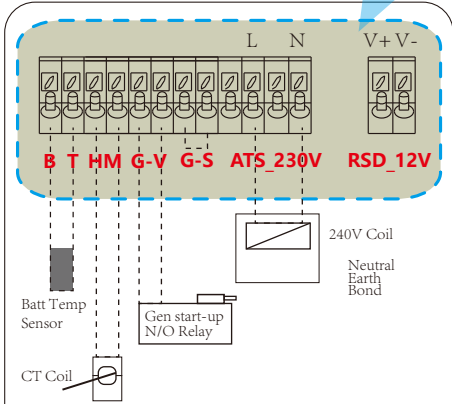 L N V+ V-
B T HM G-V G-S ATS_230V RSD_12V
240V Coil
Neutral
Earth
Bond
Batt Temp
Sensor
Gen start-up
N/O Relay
CT Coil